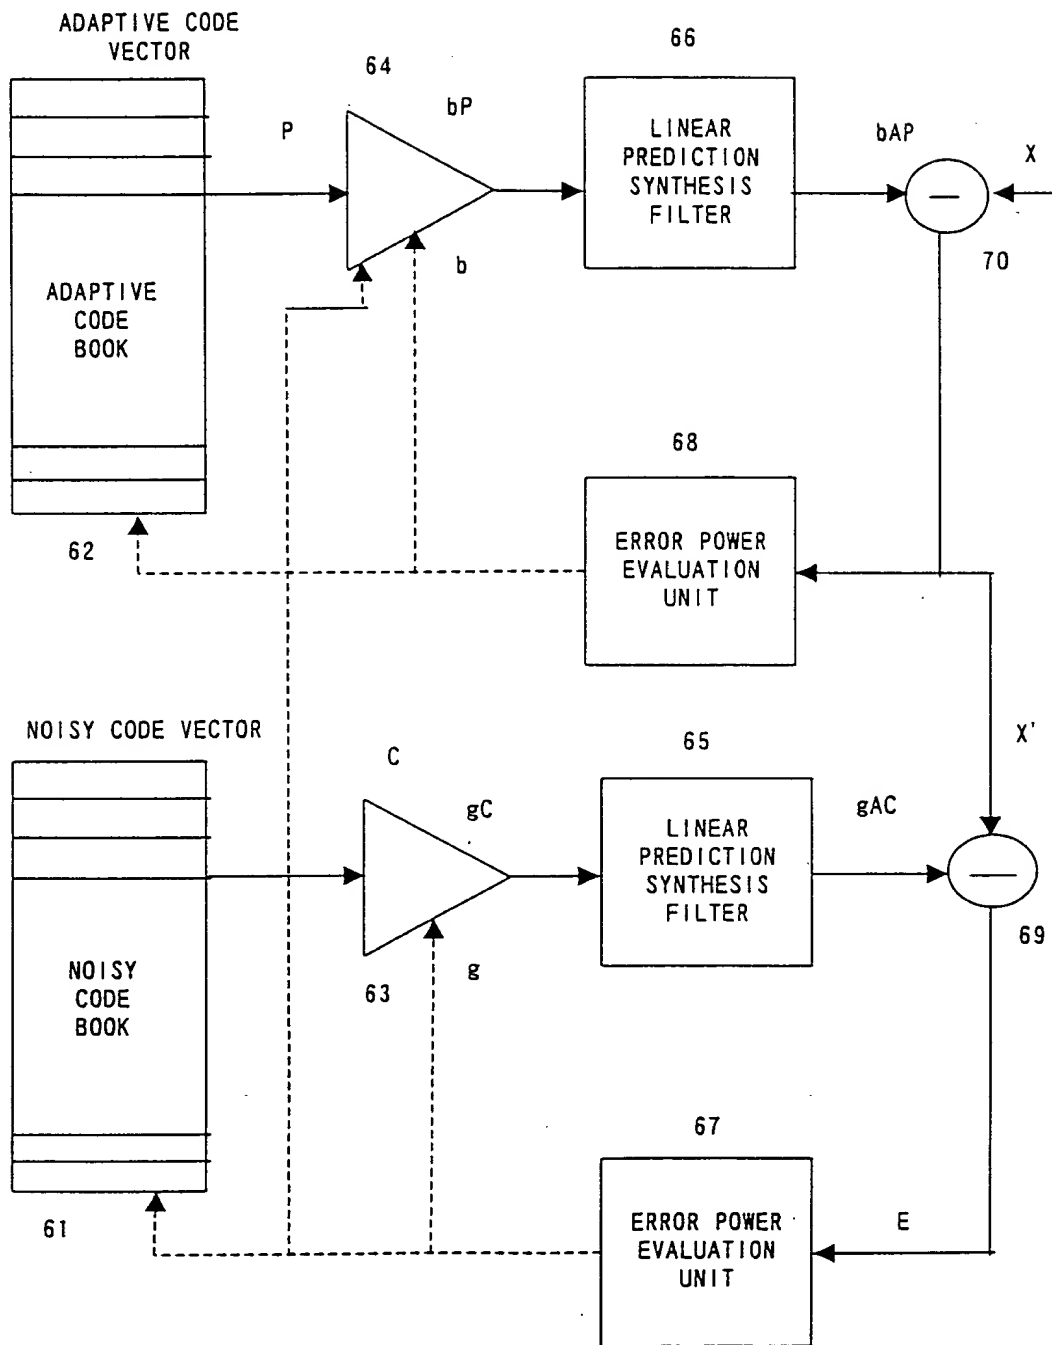 ADAPTIVE CODE
VECTOR
66
64
bP
P
LINEAR
PREDICTION
SYNTHESIS
FILTER
bAP
X
—
70
b
ADAPTIVE
CODE
BOOK
68
62
ERROR POWER
EVALUATION
UNIT
NOISY CODE VECTOR
C
65
X'
gC
LINEAR
PREDICTION
SYNTHESIS
FILTER
gAC
—
69
g
63
NOISY
CODE
BOOK
67
61
ERROR POWER
EVALUATION
UNIT
E